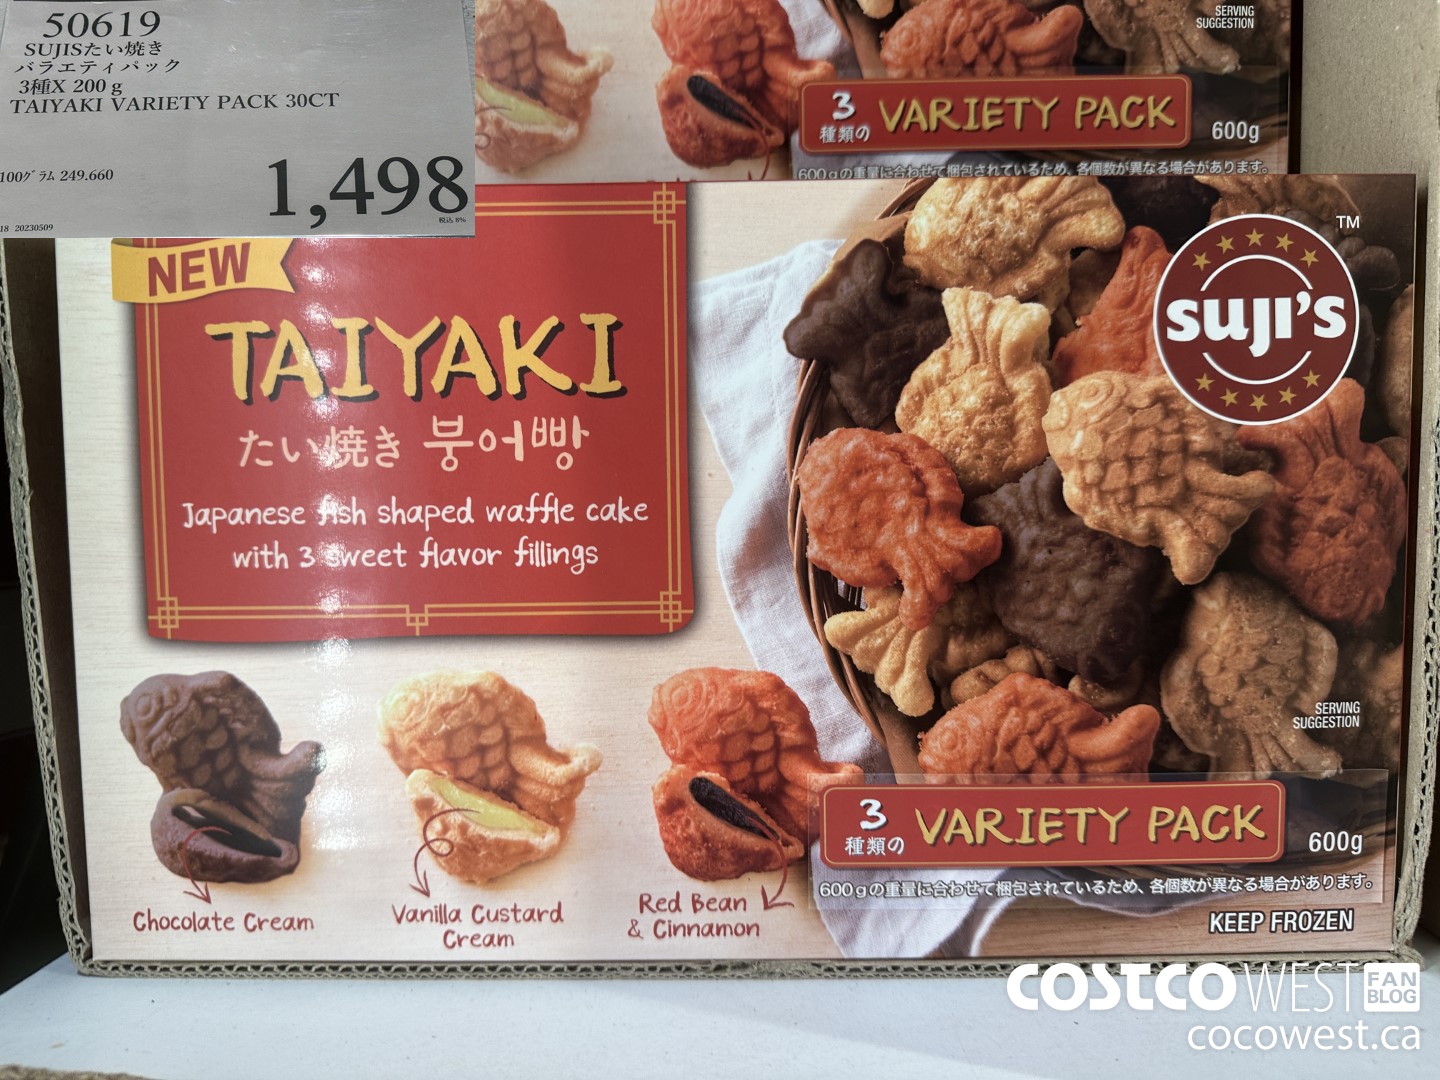 50619
SUJISたい焼き
バラエティパック
3種X 200ｇ
TAIYAKI VARIETY PACK 30CT
100ｸﾞﾗﾑ 249.660
1,498
税込 8%
18 20230509
SERVING
SUGGESTION
3
種類の
VARIETY PACK
600g
600gの重量に合わせて梱包されているため、各個数が異なる場合があります。
NEW
TAIYAKI
たい焼き 붕어빵
Japanese fish shaped waffle cake
with 3 sweet flavor fillings
TM
suji's
SERVING
SUGGESTION
3
種類の
VARIETY PACK
600g
600gの重量に合わせて梱包されているため、各個数が異なる場合があります。
KEEP FROZEN
Chocolate Cream
Vanilla Custard
Cream
Red Bean
& Cinnamon
COSTCO WEST FAN
BLOG
cocowest.ca